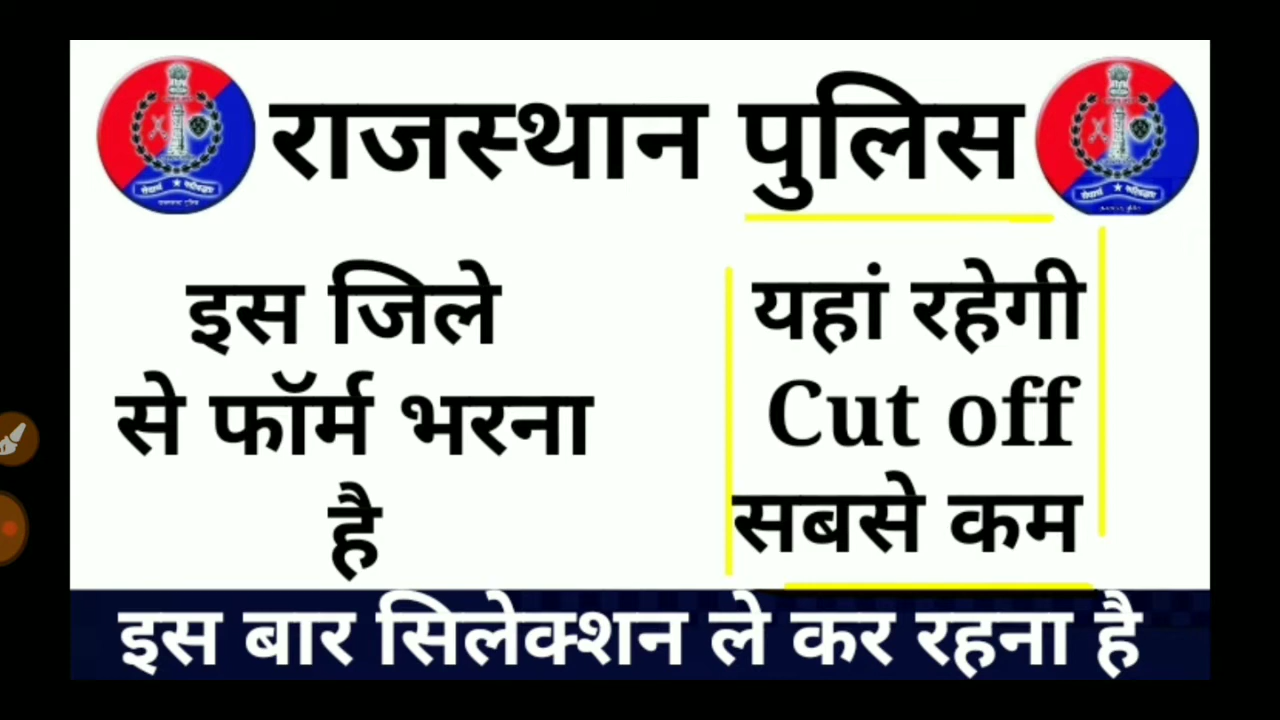 राजस्थान पुलिस
इस जिले
से फॉर्म भरना
है
यहां रहेगी
Cut off
सबसे कम
इस बार सिलेक्शन ले कर रहना है